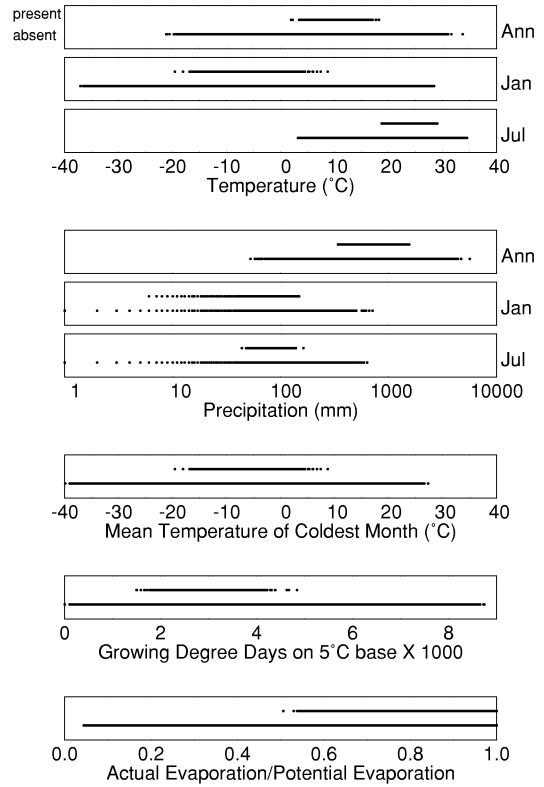 present
absent
Ann
Jan
Jul
-40 -30 -20 -10 0 10 20 30 40
Temperature (˚C)
Ann
Jan
Jul
1 10 100 1000 10000
Precipitation (mm)
-40 -30 -20 -10 0 10 20 30 40
Mean Temperature of Coldest Month (˚C)
0 2 4 6 8
Growing Degree Days on 5˚C base X 1000
0.0 0.2 0.4 0.6 0.8 1.0
Actual Evaporation/Potential Evaporation